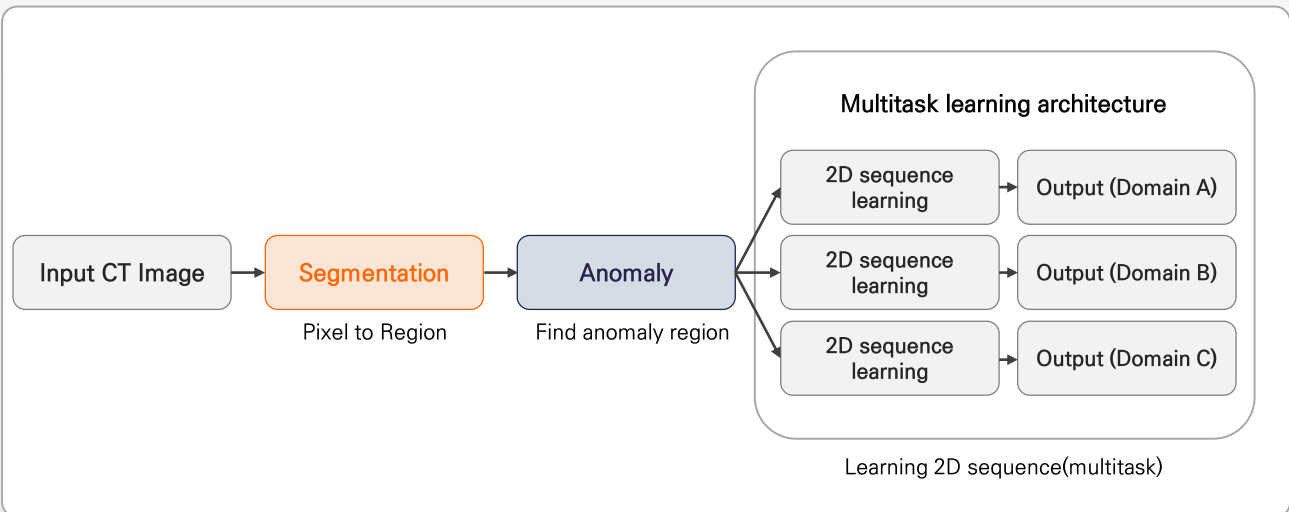 Multitask learning architecture
2D sequence
learning
Output (Domain A)
Input CT Image
Segmentation
Anomaly
2D sequence
learning
Output (Domain B)
Pixel to Region
Find anomaly region
2D sequence
learning
Output (Domain C)
Learning 2D sequence(multitask)